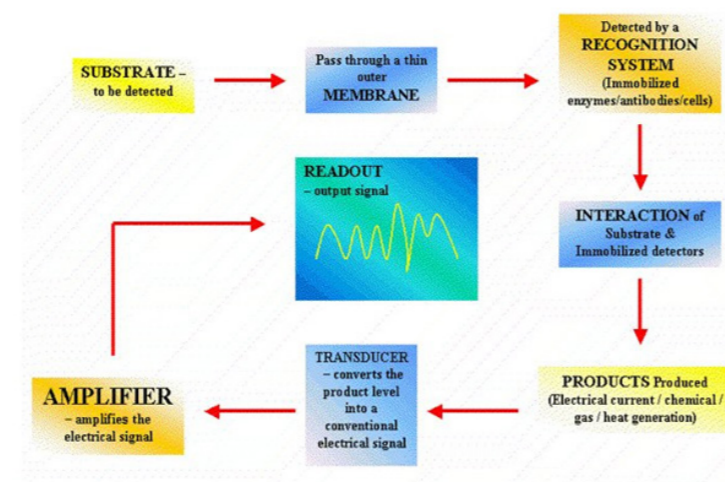 SUBSTRATE –
to be detected
Pass through a thin
outer
MEMBRANE
Detected by a
RECOGNITION
SYSTEM
(Immobilized
enzymes/antibodies/cells)
INTERACTION of
Substrate &
Immobilized detectors
PRODUCTS Produced
(Electrical current / chemical /
gas / heat generation)
TRANSDUCER
– converts the
product level
into a
conventional
electrical signal
AMPLIFIER
– amplifies the
electrical signal
READOUT
– output signal